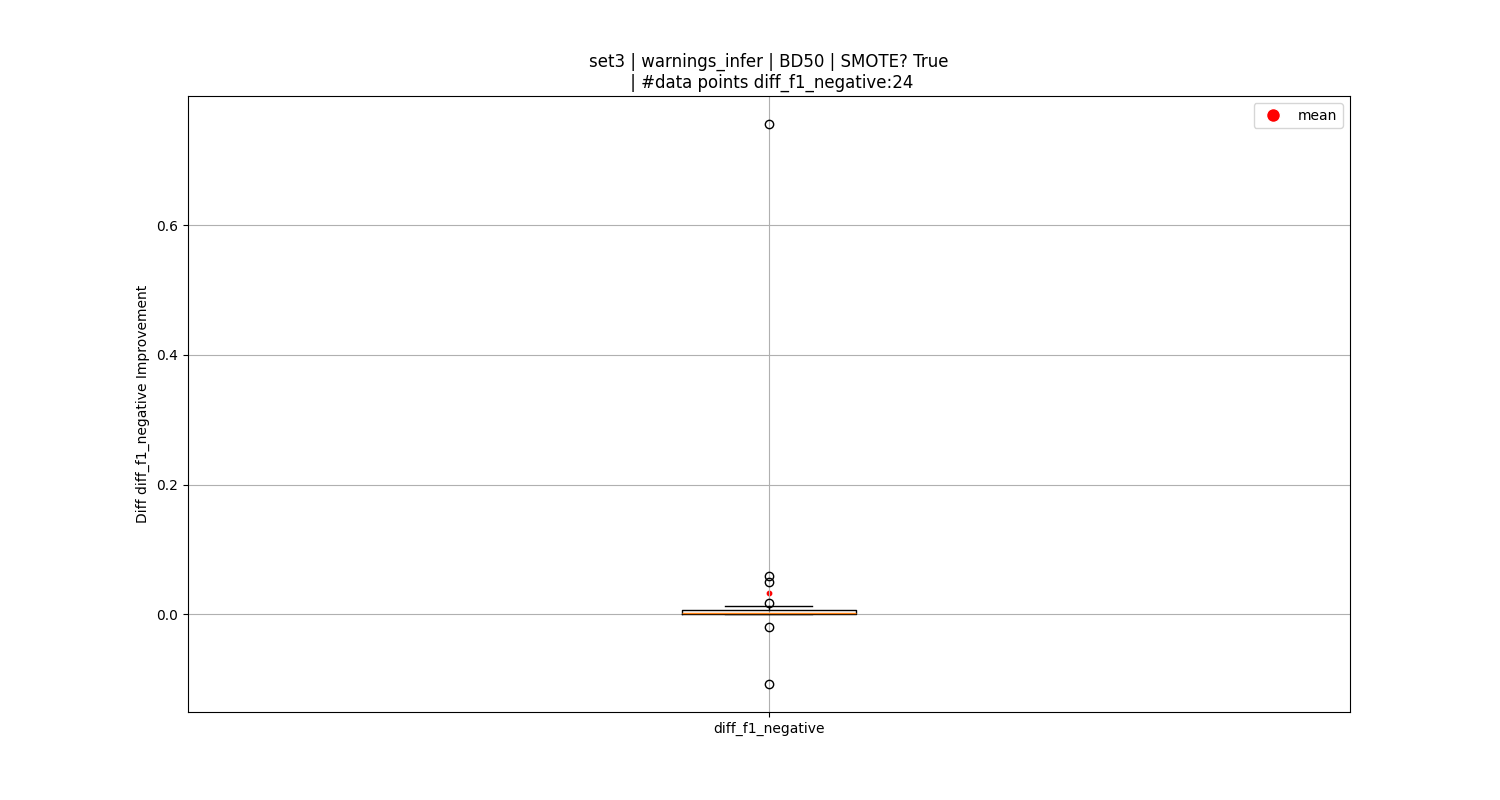 set3 | warnings_infer | BD50 | SMOTE? True
| #data points diff_f1_negative:24
mean
0.6
0.4
0.2
0.0
Diff diff_f1_negative Improvement
diff_f1_negative